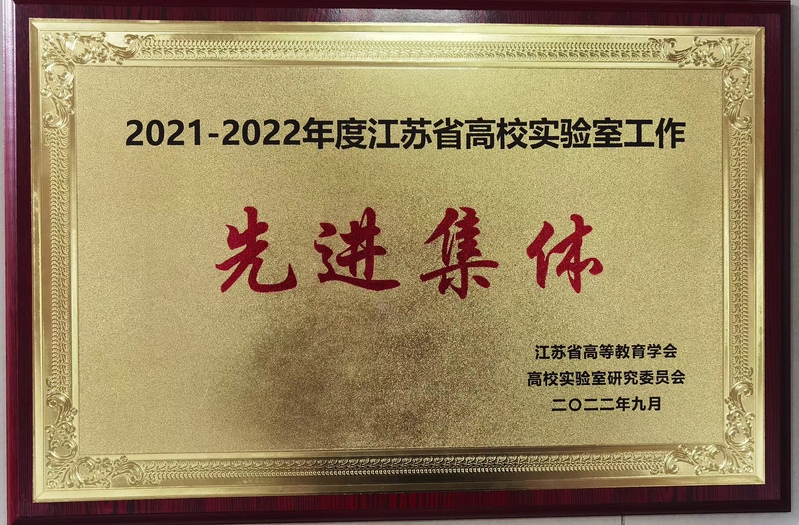 2021-2022年度江苏省高校实验室工作
先进集体
江苏省高等教育学会
高校实验室研究委员会
二〇二二年九月